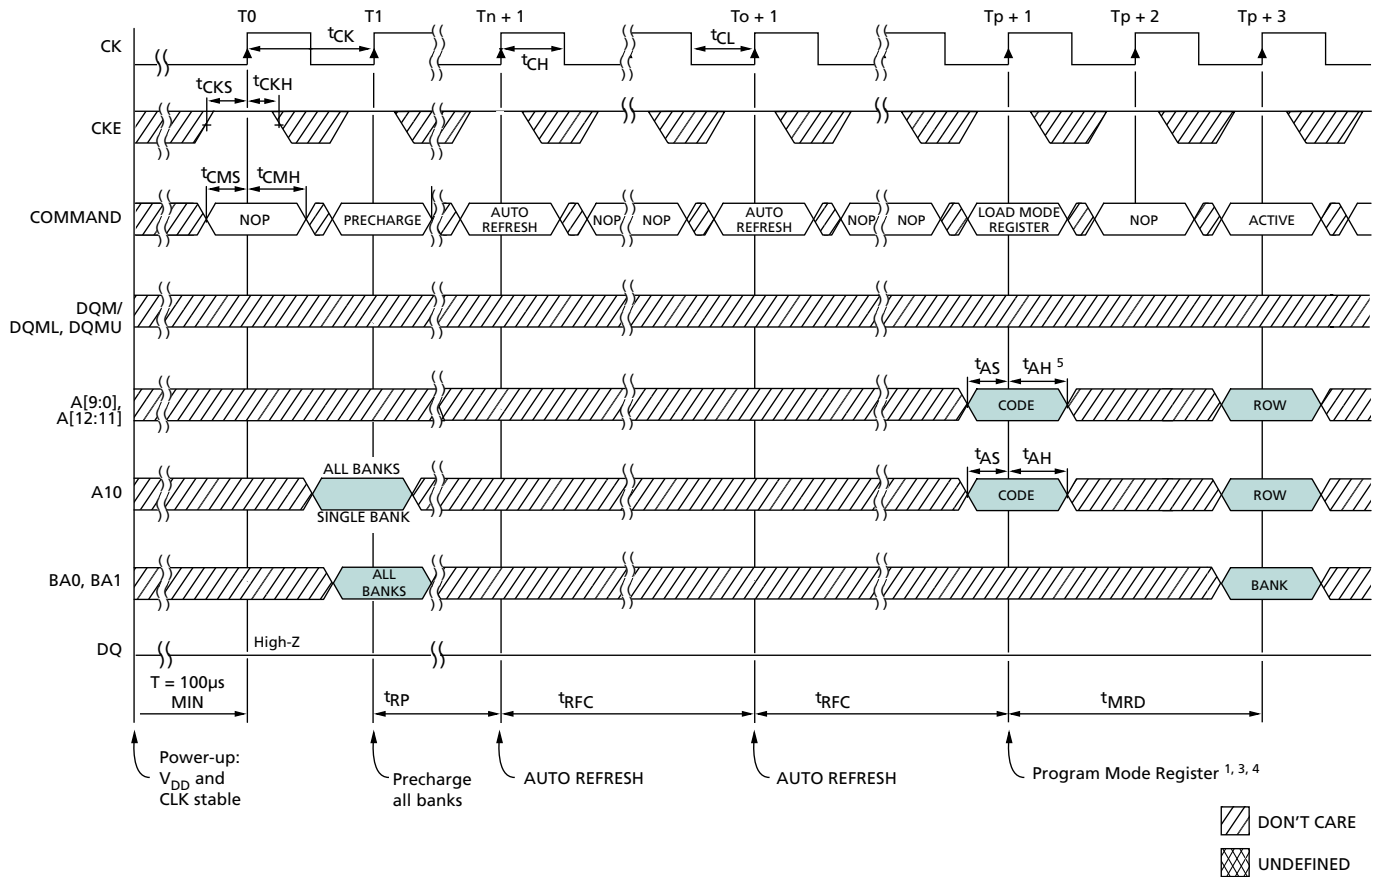 T0 T1 Tn + 1 To + 1 Tp + 1 Tp + 2 Tp + 3
CK tCK tCH tCL
tCKS tCKH
CKE
tCMS tCMH
COMMAND NOP PRECHARGE AUTO REFRESH NOP NOP AUTO REFRESH NOP NOP LOAD MODE REGISTER NOP ACTIVE
DQM/
DQML, DQMU
tAS tAH 5
A[9:0],
A[12:11]
CODE ROW
ALL BANKS
tAS tAH
A10 CODE ROW
SINGLE BANK
BA0, BA1 ALL BANKS BANK
DQ High-Z
T = 100µs
MIN
tRP tRFC tRFC tMRD
Power-up:
VDD and
CLK stable
Precharge
all banks
AUTO REFRESH
AUTO REFRESH
Program Mode Register 1, 3, 4
DON'T CARE
UNDEFINED